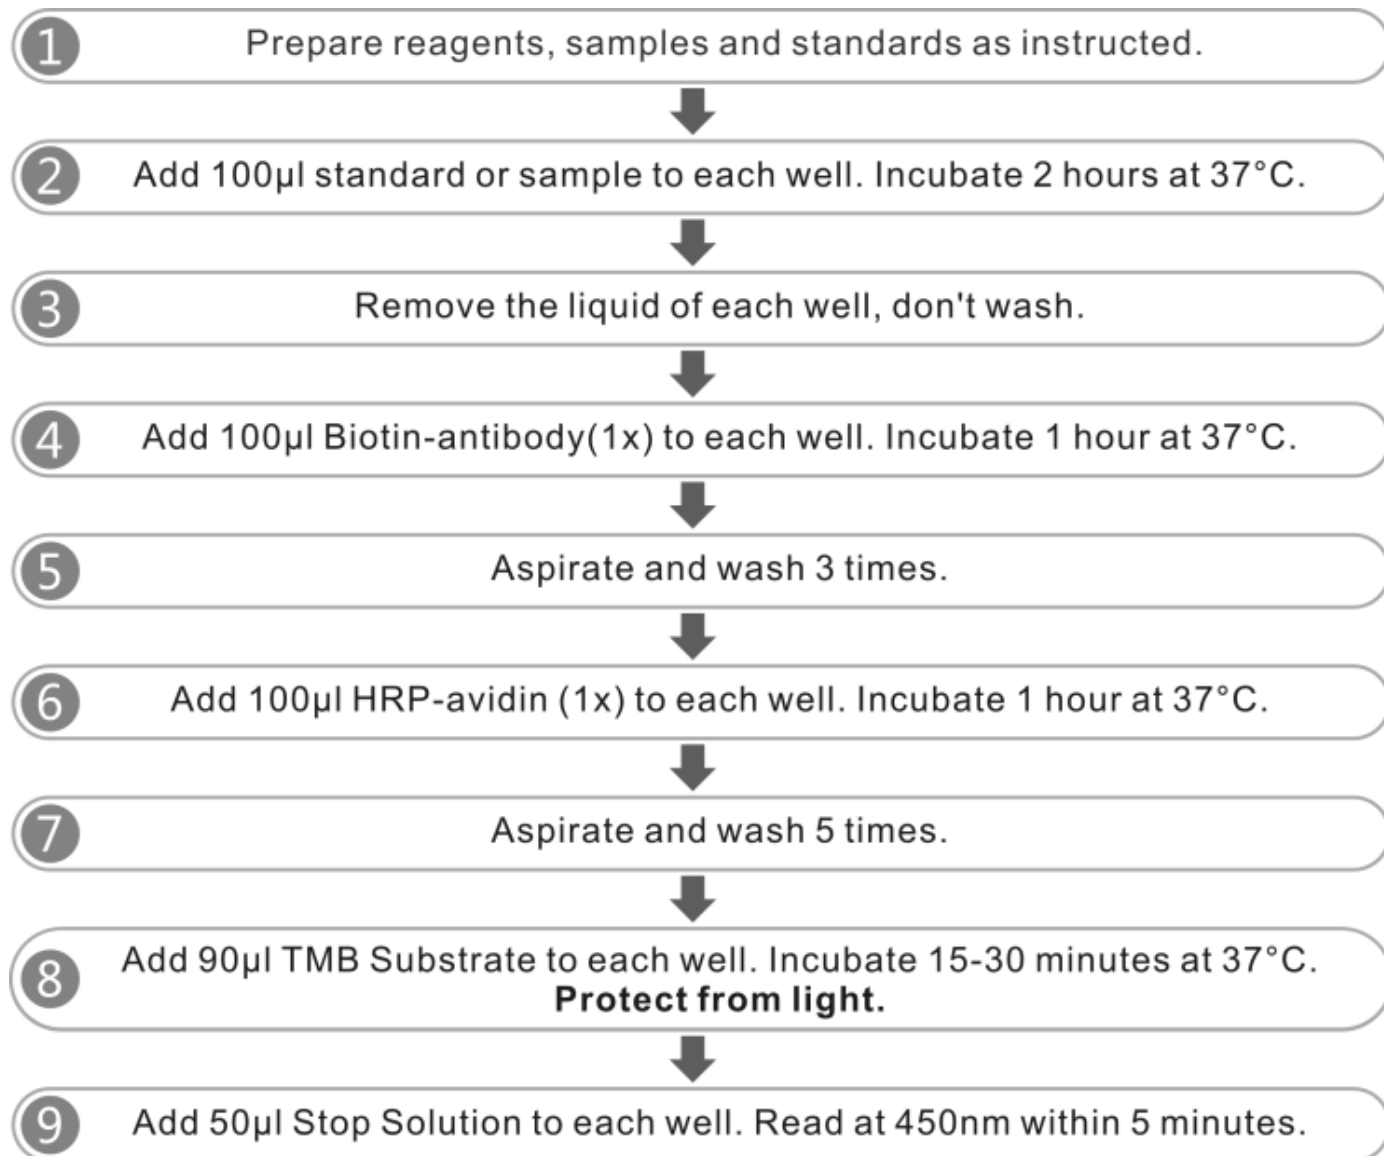 1 Prepare reagents, samples and standards as instructed.
2 Add 100µl standard or sample to each well. Incubate 2 hours at 37°C.
3 Remove the liquid of each well, don't wash.
4 Add 100µl Biotin-antibody(1x) to each well. Incubate 1 hour at 37°C.
5 Aspirate and wash 3 times.
6 Add 100µl HRP-avidin (1x) to each well. Incubate 1 hour at 37°C.
7 Aspirate and wash 5 times.
8 Add 90µl TMB Substrate to each well. Incubate 15-30 minutes at 37°C.
Protect from light.
9 Add 50µl Stop Solution to each well. Read at 450nm within 5 minutes.